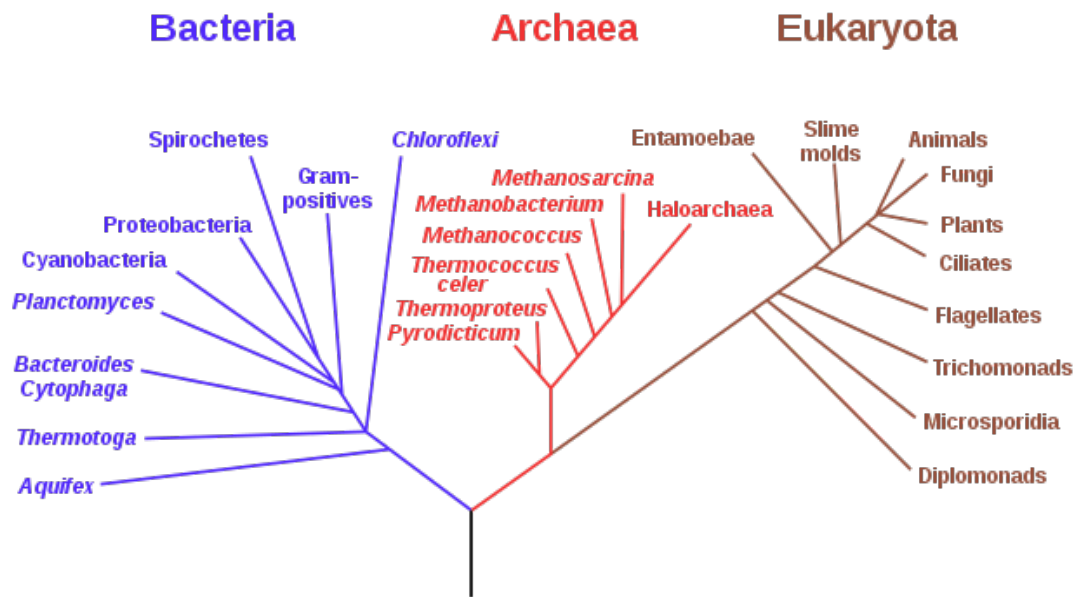 Bacteria
Archaea
Eukaryota
Spirochetes
Chloroflexi
Gram-
positives
Proteobacteria
Cyanobacteria
Planctomyces
Bacteroides
Cytophaga
Thermotoga
Aquifex
Methanosarcina
Methanobacterium
Haloarchaea
Methanococcus
Thermococcus
celer
Thermoproteus
Pyrodicticum
Entamoebae
Slime
molds
Animals
Fungi
Plants
Ciliates
Flagellates
Trichomonads
Microsporidia
Diplomonads